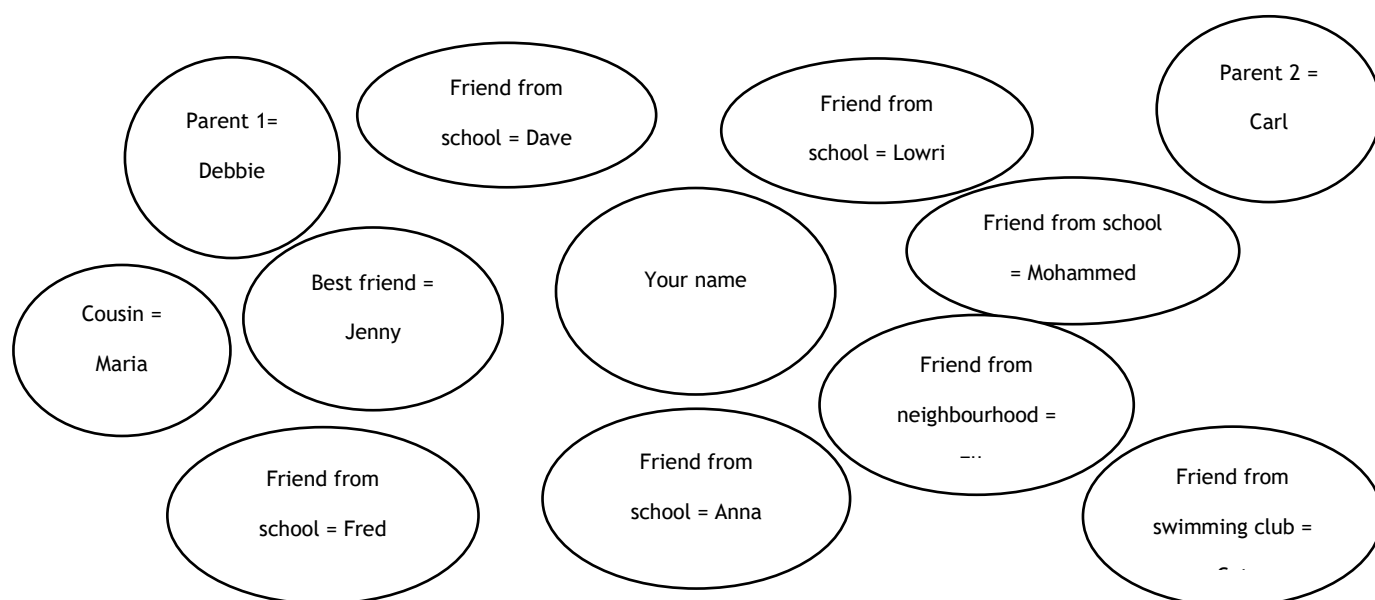 Parent 1=
Debbie
Friend from
school = Dave
Friend from
school = Lowri
Parent 2 =
Carl
Cousin =
Maria
Best friend =
Jenny
Your name
Friend from school
= Mohammed
Friend from
neighbourhood =
Friend from
school = Fred
Friend from
school = Anna
Friend from
swimming club =